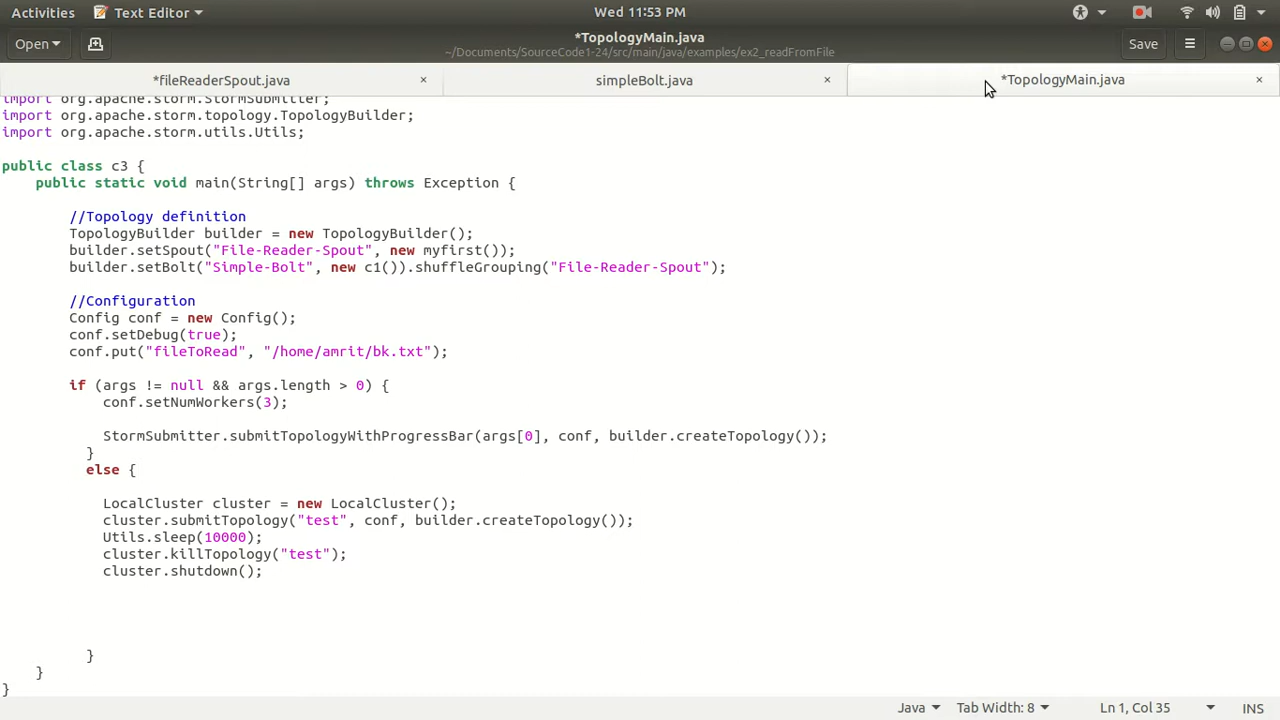 Activities Text Editor Wed 11:53 PM
Open *TopologyMain.java Save
~/Documents/SourceCode1-24/src/main/java/examples/ex2_readFromFile
*fileReaderSpout.java × simpleBolt.java × *TopologyMain.java ×
import org.apache.storm.StormSubmitter;
import org.apache.storm.topology.TopologyBuilder;
import org.apache.storm.utils.Utils;
public class c3 {
public static void main(String[] args) throws Exception {
//Topology definition
TopologyBuilder builder = new TopologyBuilder();
builder.setSpout("File-Reader-Spout", new myfirst());
builder.setBolt("Simple-Bolt", new c1()).shuffleGrouping("File-Reader-Spout");
//Configuration
Config conf = new Config();
conf.setDebug(true);
conf.put("fileToRead", "/home/amrit/bk.txt");
if (args != null && args.length > 0) {
conf.setNumWorkers(3);
StormSubmitter.submitTopologyWithProgressBar(args[0], conf, builder.createTopology());
}
else {
LocalCluster cluster = new LocalCluster();
cluster.submitTopology("test", conf, builder.createTopology());
Utils.sleep(10000);
cluster.killTopology("test");
cluster.shutdown();
}
}
}
Java Tab Width: 8 Ln 1, Col 35 INS